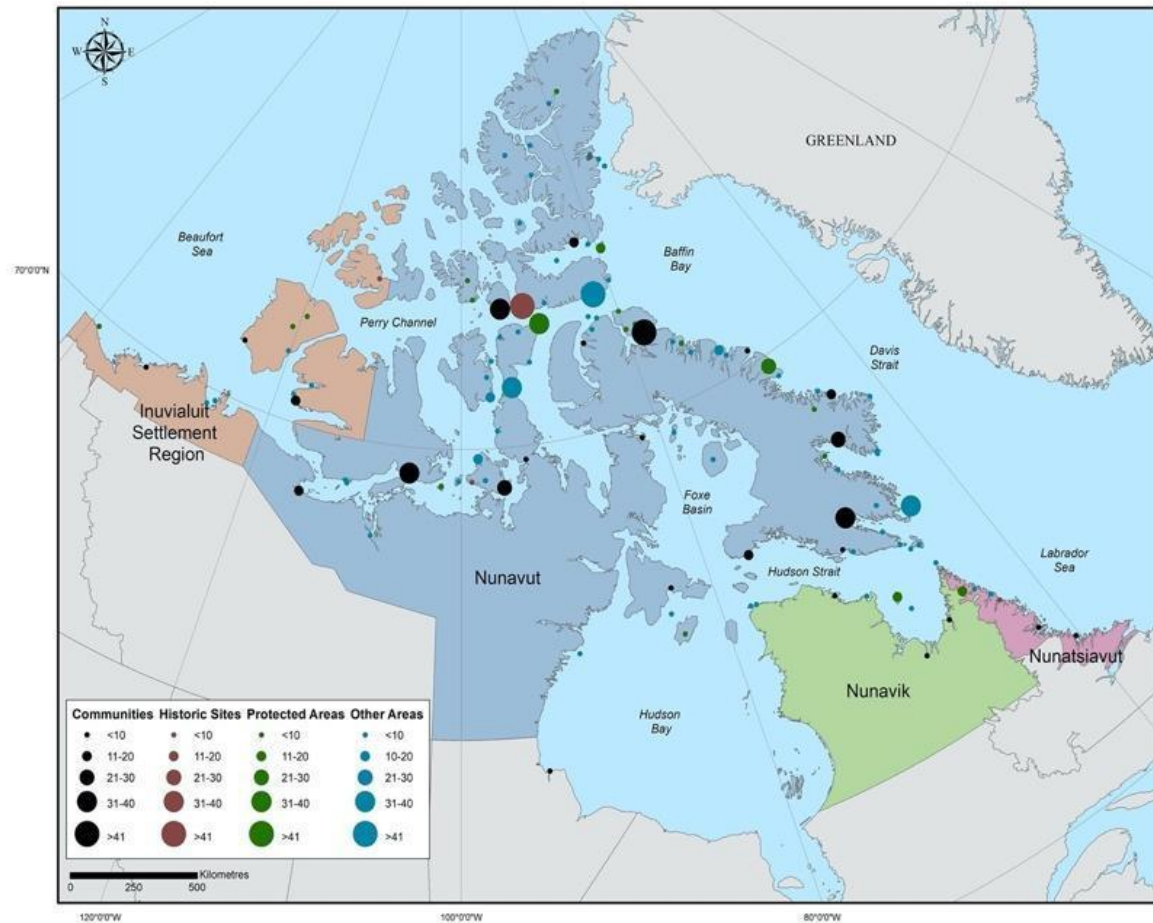 N
W E
S
GREENLAND
Beaufort
Sea
Baffin
Bay
70°0'0"N
Perry Channel
Davis
Strait
Inuvialuit
Settlement
Region
Foxe
Basin
Labrador
Sea
Hudson Strait
Nunavut
Nunatsiavut
Nunavik
Hudson
Bay
Communities Historic Sites Protected Areas Other Areas
<10 <10 <10 <10
11-20 11-20 11-20 10-20
21-30 21-30 21-30 21-30
31-40 31-40 31-40 31-40
>41 >41 >41 >41
Kilometres
0 250 500
120°0'0"W 100°0'0"W 80°0'0"W